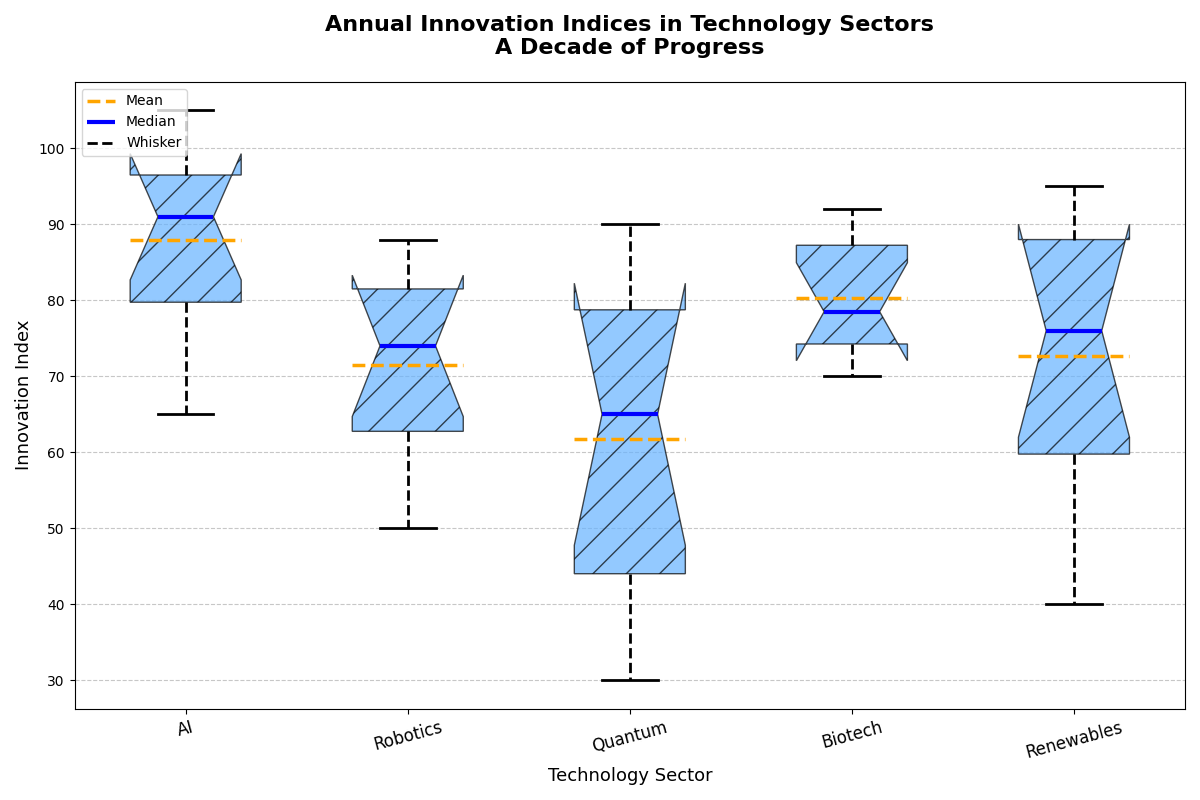 Annual Innovation Indices in Technology Sectors
A Decade of Progress
Mean
Median
Whisker
Innovation Index
100
90
80
70
60
50
40
30
AI
Robotics
Quantum
Biotech
Renewables
Technology Sector